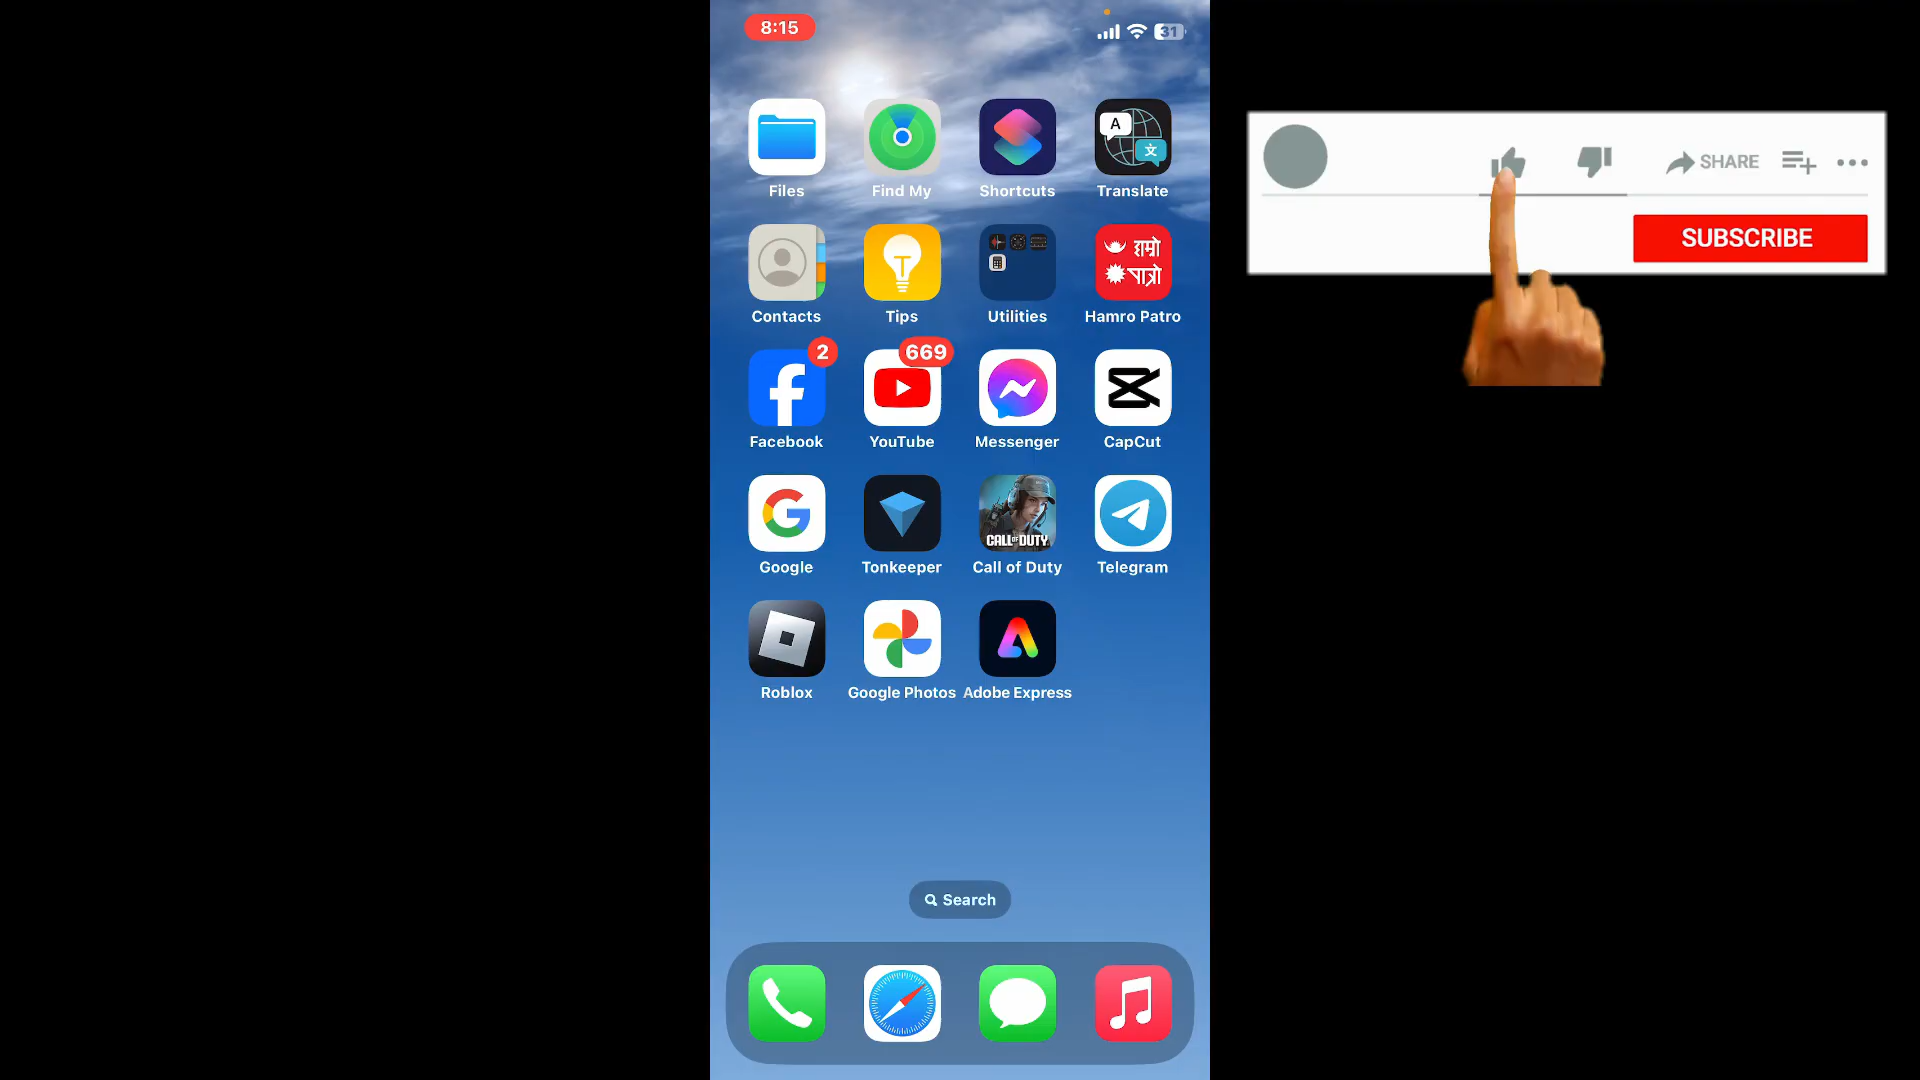 8:15
31
A
文
Files
Find My
Shortcuts
Translate
हाम्रो
पात्रो
Contacts
Tips
Utilities
Hamro Patro
2
669
Facebook
YouTube
Messenger
CapCut
CALL OF DUTY
Google
Tonkeeper
Call of Duty
Telegram
Roblox
Google Photos
Adobe Express
Search
SHARE
SUBSCRIBE